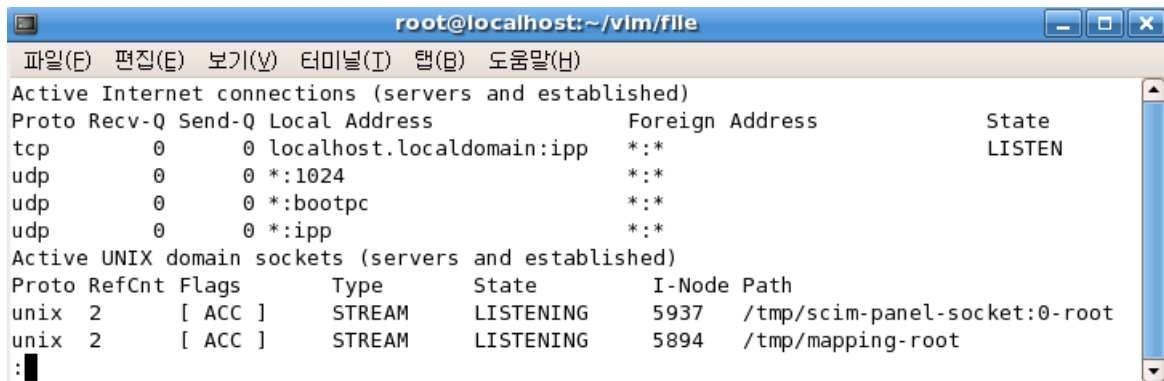 root@localhost:~/vim/file
파일(F) 편집(E) 보기(V) 터미널(T) 탭(B) 도움말(H)
Active Internet connections (servers and established)
Proto Recv-Q Send-Q Local Address               Foreign Address             State
tcp        0      0 localhost.localdomain:ipp   *:*                         LISTEN
udp        0      0 *:1024                      *:*
udp        0      0 *:bootpc                    *:*
udp        0      0 *:ipp                       *:*
Active UNIX domain sockets (servers and established)
Proto RefCnt Flags       Type       State         I-Node Path
unix  2      [ ACC ]     STREAM     LISTENING     5937   /tmp/scim-panel-socket:0-root
unix  2      [ ACC ]     STREAM     LISTENING     5894   /tmp/mapping-root
: